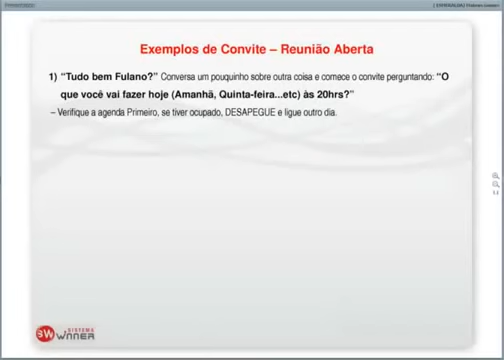 Exemplos de Convite – Reunião Aberta
1) “Tudo bem Fulano?” Conversa um pouquinho sobre outra coisa e comece o convite perguntando: “O
que você vai fazer hoje (Amanhã, Quinta-feira...etc) às 20hrs?”
– Verifique a agenda Primeiro, se tiver ocupado, DESAPEGUE e ligue outro dia.
SISTEMA
WINNER